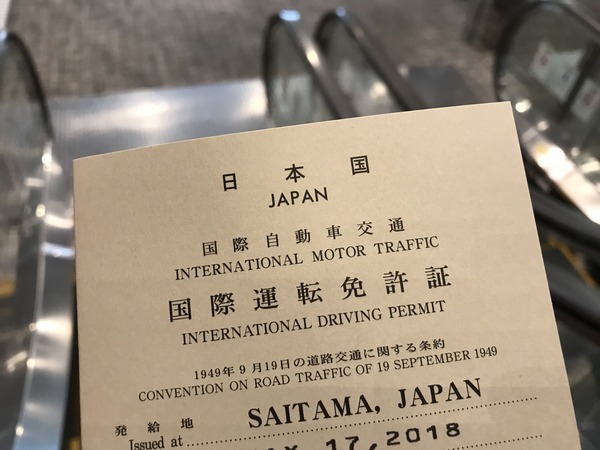 日本国
JAPAN
国際自動車交通
INTERNATIONAL MOTOR TRAFFIC
国際運転免許証
INTERNATIONAL DRIVING PERMIT
1949年9月19日の道路交通に関する条約
CONVENTION ON ROAD TRAFFIC OF 19 SEPTEMBER 1949
発給地
Issued at SAITAMA, JAPAN
17,2018